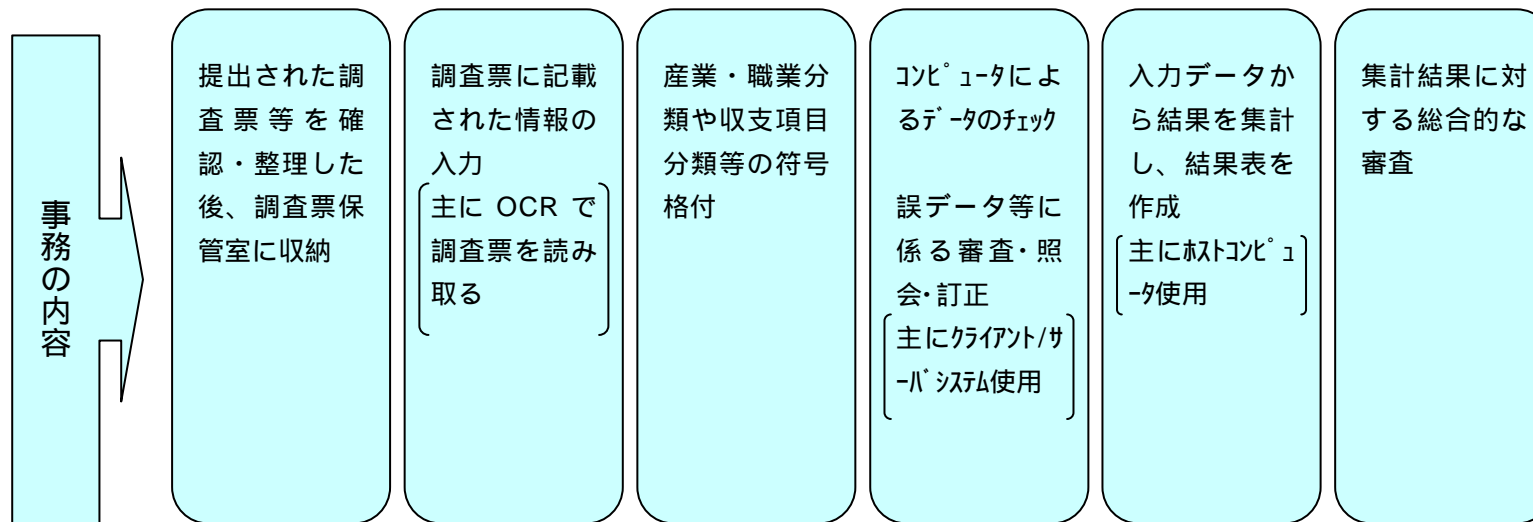 事務の内容
提出された調
査票等を確
認・整理した
後、調査票保
管室に収納
調査票に記載
された情報の
入力
主に OCR で
調査票を読み
取る
産業・職業分
類や収支項目
分類等の符号
格付
ｺﾝﾋﾟｭｰﾀによ
るﾃﾞｰﾀのﾁｪｯｸ
誤データ等に
係る審査・照
会・訂正
主にｸﾗｲｱﾝﾄ/ｻ
ｰﾊﾞｼｽﾃﾑ使用
入力データか
ら結果を集計
し、結果表を
作成
主にﾎｽﾄｺﾝﾋﾟｭ
ｰﾀ使用
集計結果に対
する総合的な
審査